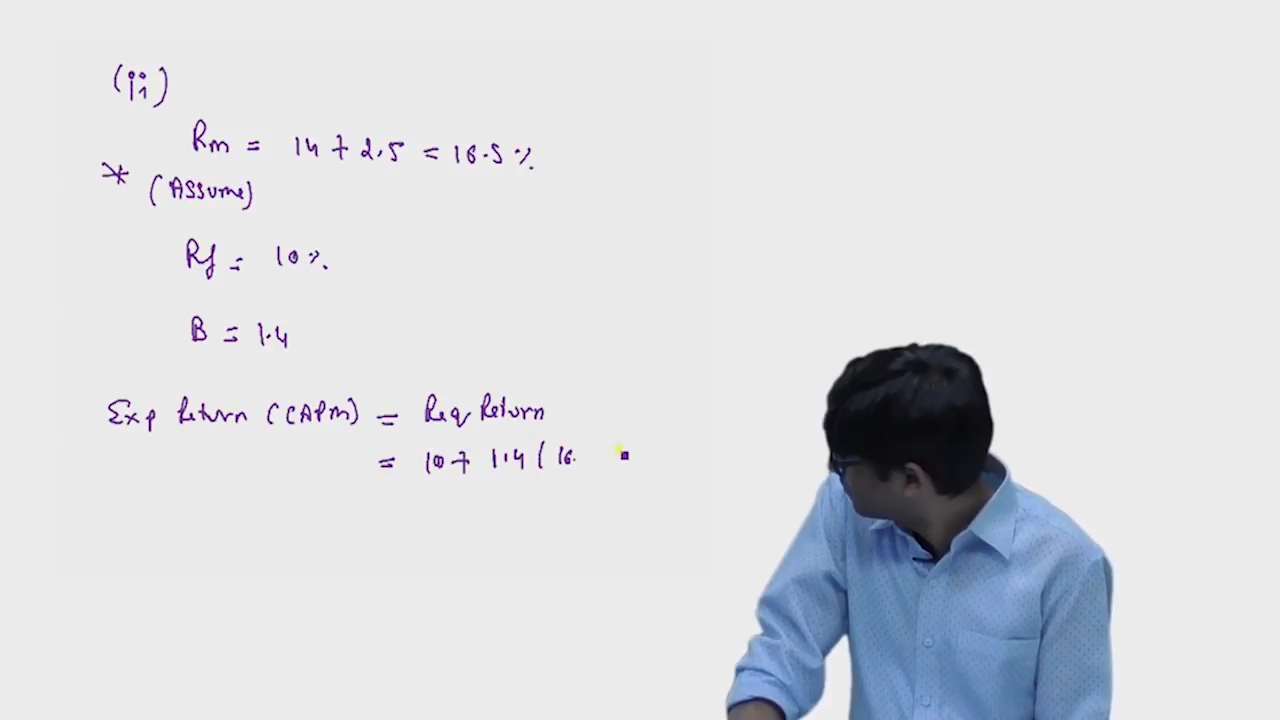 (ii)
Rm = 14 + 2.5 = 16.5 %.
* (Assume)
Rf = 10 %.
B = 1.4
Exp Return (CAPM) = Req Return
= 10 + 1.4 ( 16.